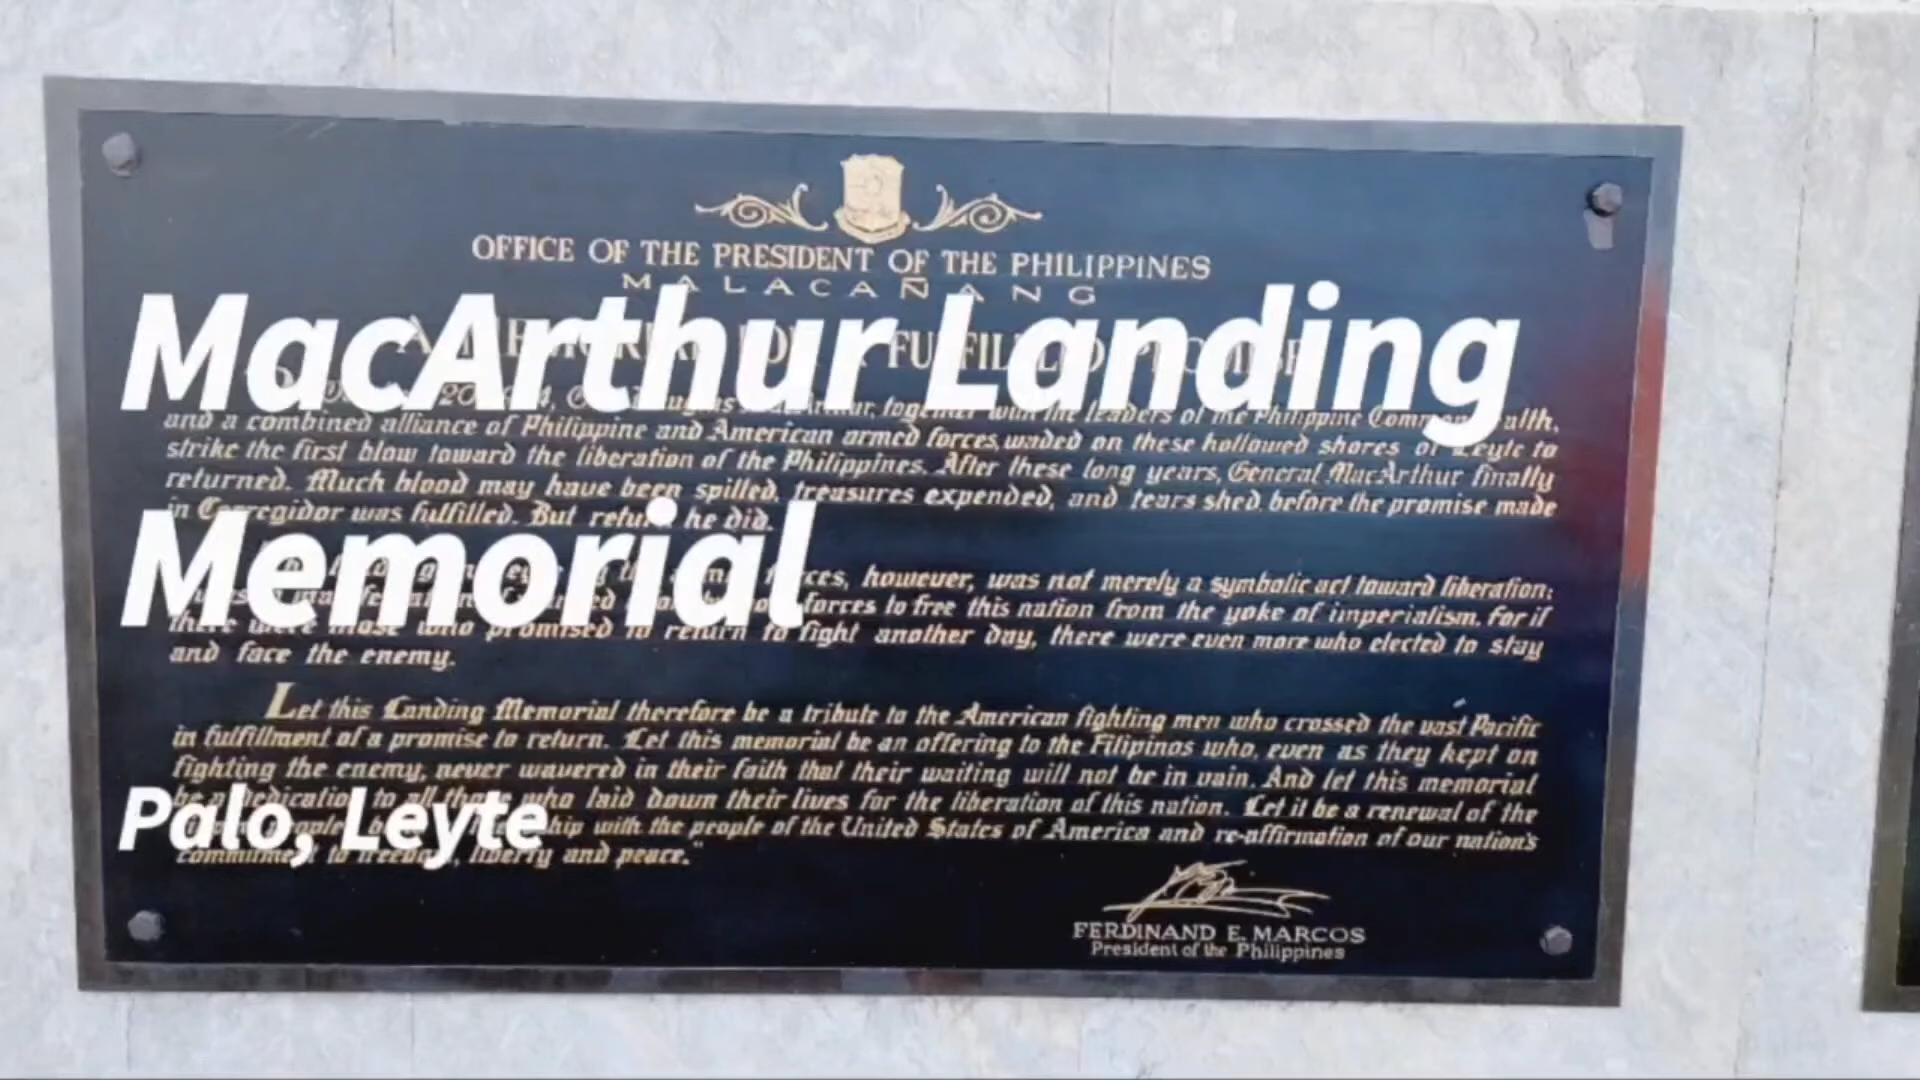 OFFICE OF THE PRESIDENT OF THE PHILIPPINES
MALACAÑANG
MacArthur Landing
Memorial
Palo, Leyte
together with the leaders of the Philippine
and a combined alliance of Philippine and American armed forces, waded on these hollowed shores of Leyte to
strike the first blow toward the liberation of the Philippines. After these long years, General MacArthur finally
returned. Much blood may have been spilled, treasures expended, and tears shed before the promise made
in Corregidor was fulfilled. But return he did.
however, was not merely a symbolic act toward liberation;
forces to free this nation from the yoke of imperialism. For if
there were those who promised to return to fight another day, there were even more who elected to stay
and face the enemy.
Let this Landing Memorial therefore be a tribute to the American fighting men who crossed the vast Pacific
in fulfillment of a promise to return. Let this memorial be an offering to the Filipinos who, even as they kept on
fighting the enemy, never wavered in their faith that their waiting will not be in vain. And let this memorial
be a dedication to all those who laid down their lives for the liberation of this nation. Let it be a renewal of the
with the people of the United States of America and re-affirmation of our nation's
commitment to freedom, liberty and peace."
FERDINAND E. MARCOS
President of the Philippines